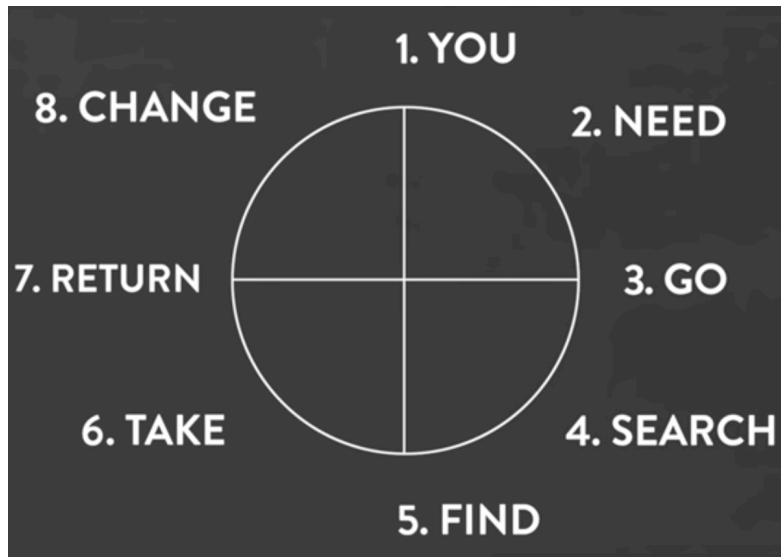 1. YOU
2. NEED
3. GO
4. SEARCH
5. FIND
6. TAKE
7. RETURN
8. CHANGE